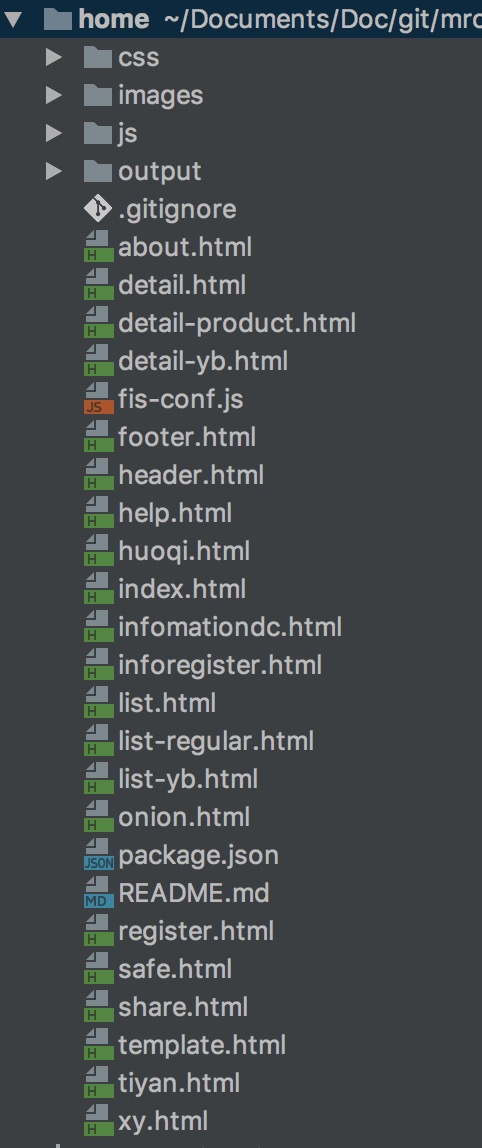 home ~/Documents/Doc/git/mrc
css
images
js
output
.gitignore
about.html
detail.html
detail-product.html
detail-yb.html
JS fis-conf.js
H footer.html
H header.html
H help.html
H huoqi.html
H index.html
H infomationdc.html
H inforegister.html
H list.html
H list-regular.html
H list-yb.html
H onion.html
JSON package.json
MD README.md
H register.html
H safe.html
H share.html
H template.html
H tiyan.html
H xy.html